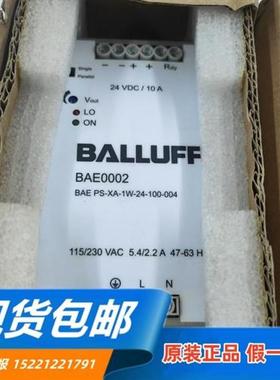 Single
Parallel
24 VDC / 10 A
− − + + Rdy
Vout
LO
ON
BALLUFF
BAE0002
BAE PS-XA-1W-24-100-004
115/230 VAC 5.4/2.2 A 47-63 H
L N
现货包邮
15221221791
原装正品 假一